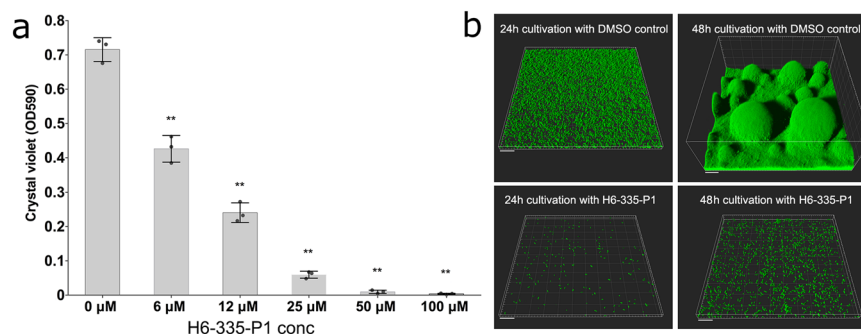 a
Crystal violet (OD590)
0.8
0.7
0.6
0.5
0.4
0.3
0.2
0.1
0
**
**
**
**
**
0 μM
6 μM
12 μM
25 μM
50 μM
100 μM
H6-335-P1 conc
b
24h cultivation with DMSO control
48h cultivation with DMSO control
24h cultivation with H6-335-P1
48h cultivation with H6-335-P1